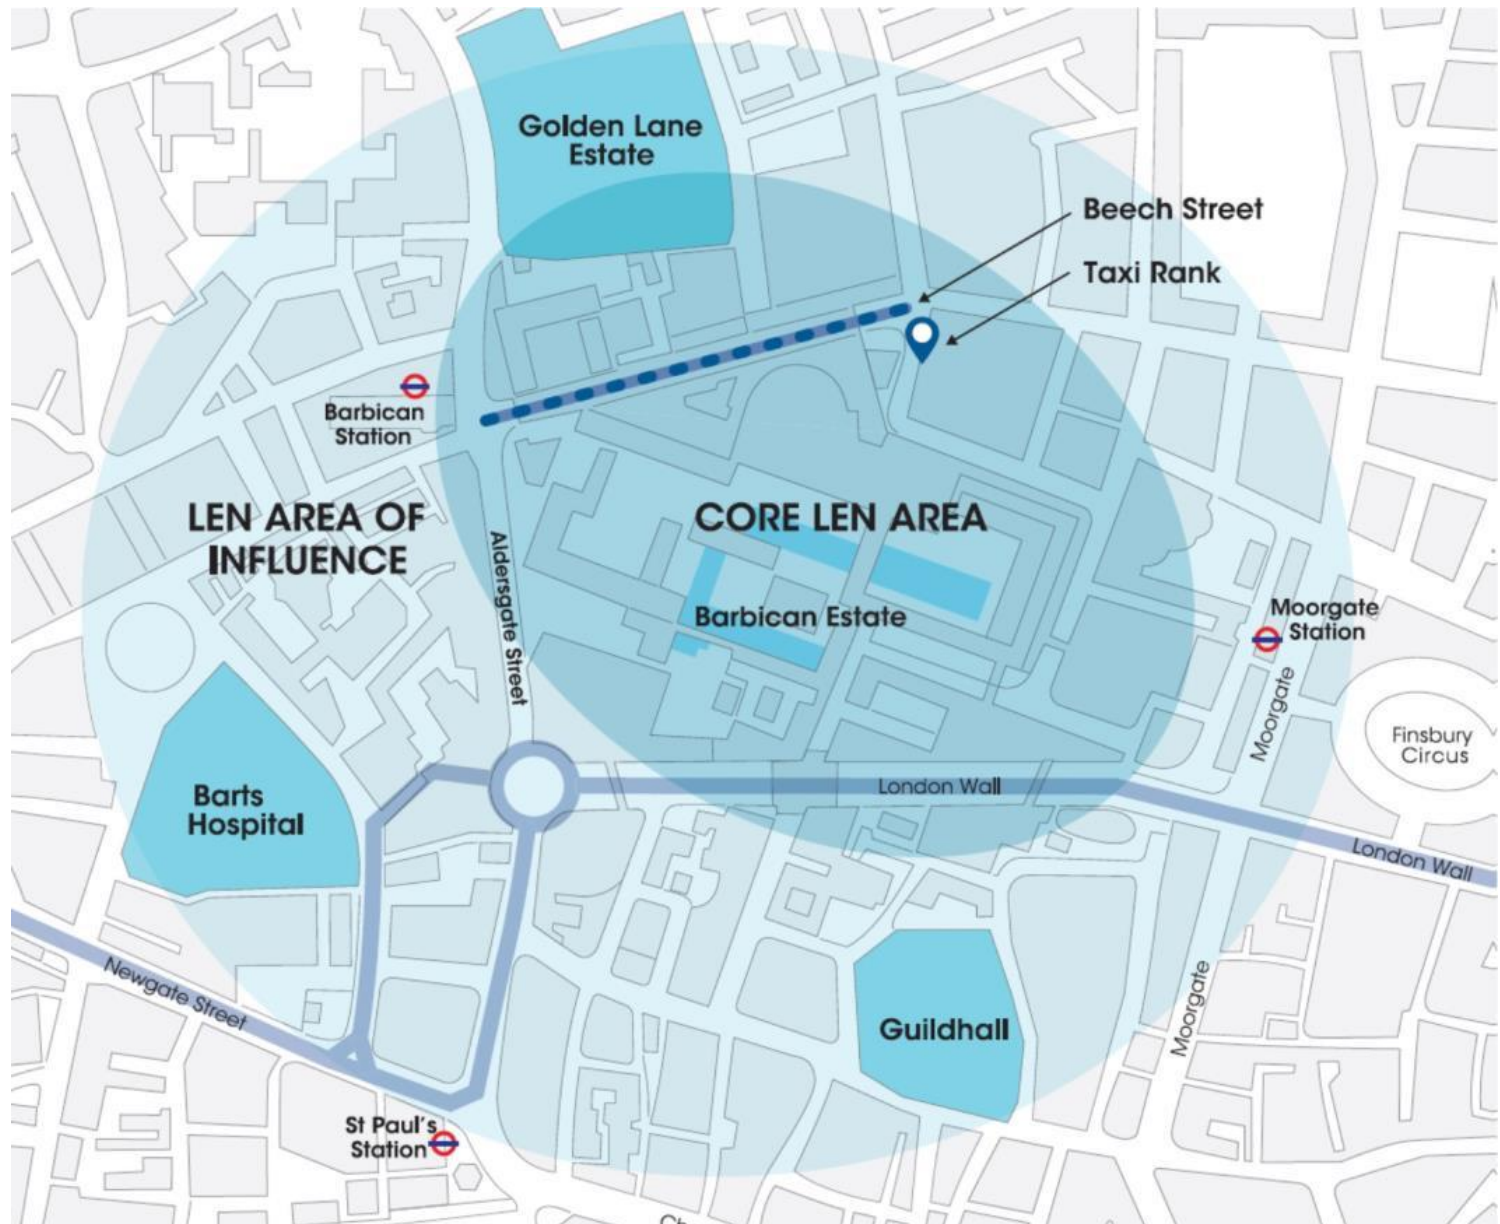 Golden Lane
Estate
Beech Street
Taxi Rank
Barbican
Station
LEN AREA OF
INFLUENCE
CORE LEN AREA
Aldersgate Street
Barbican Estate
Moorgate
Station
Moorgate
Finsbury
Circus
Barts
Hospital
London Wall
London Wall
Newgate Street
Guildhall
Moorgate
St Paul's
Station